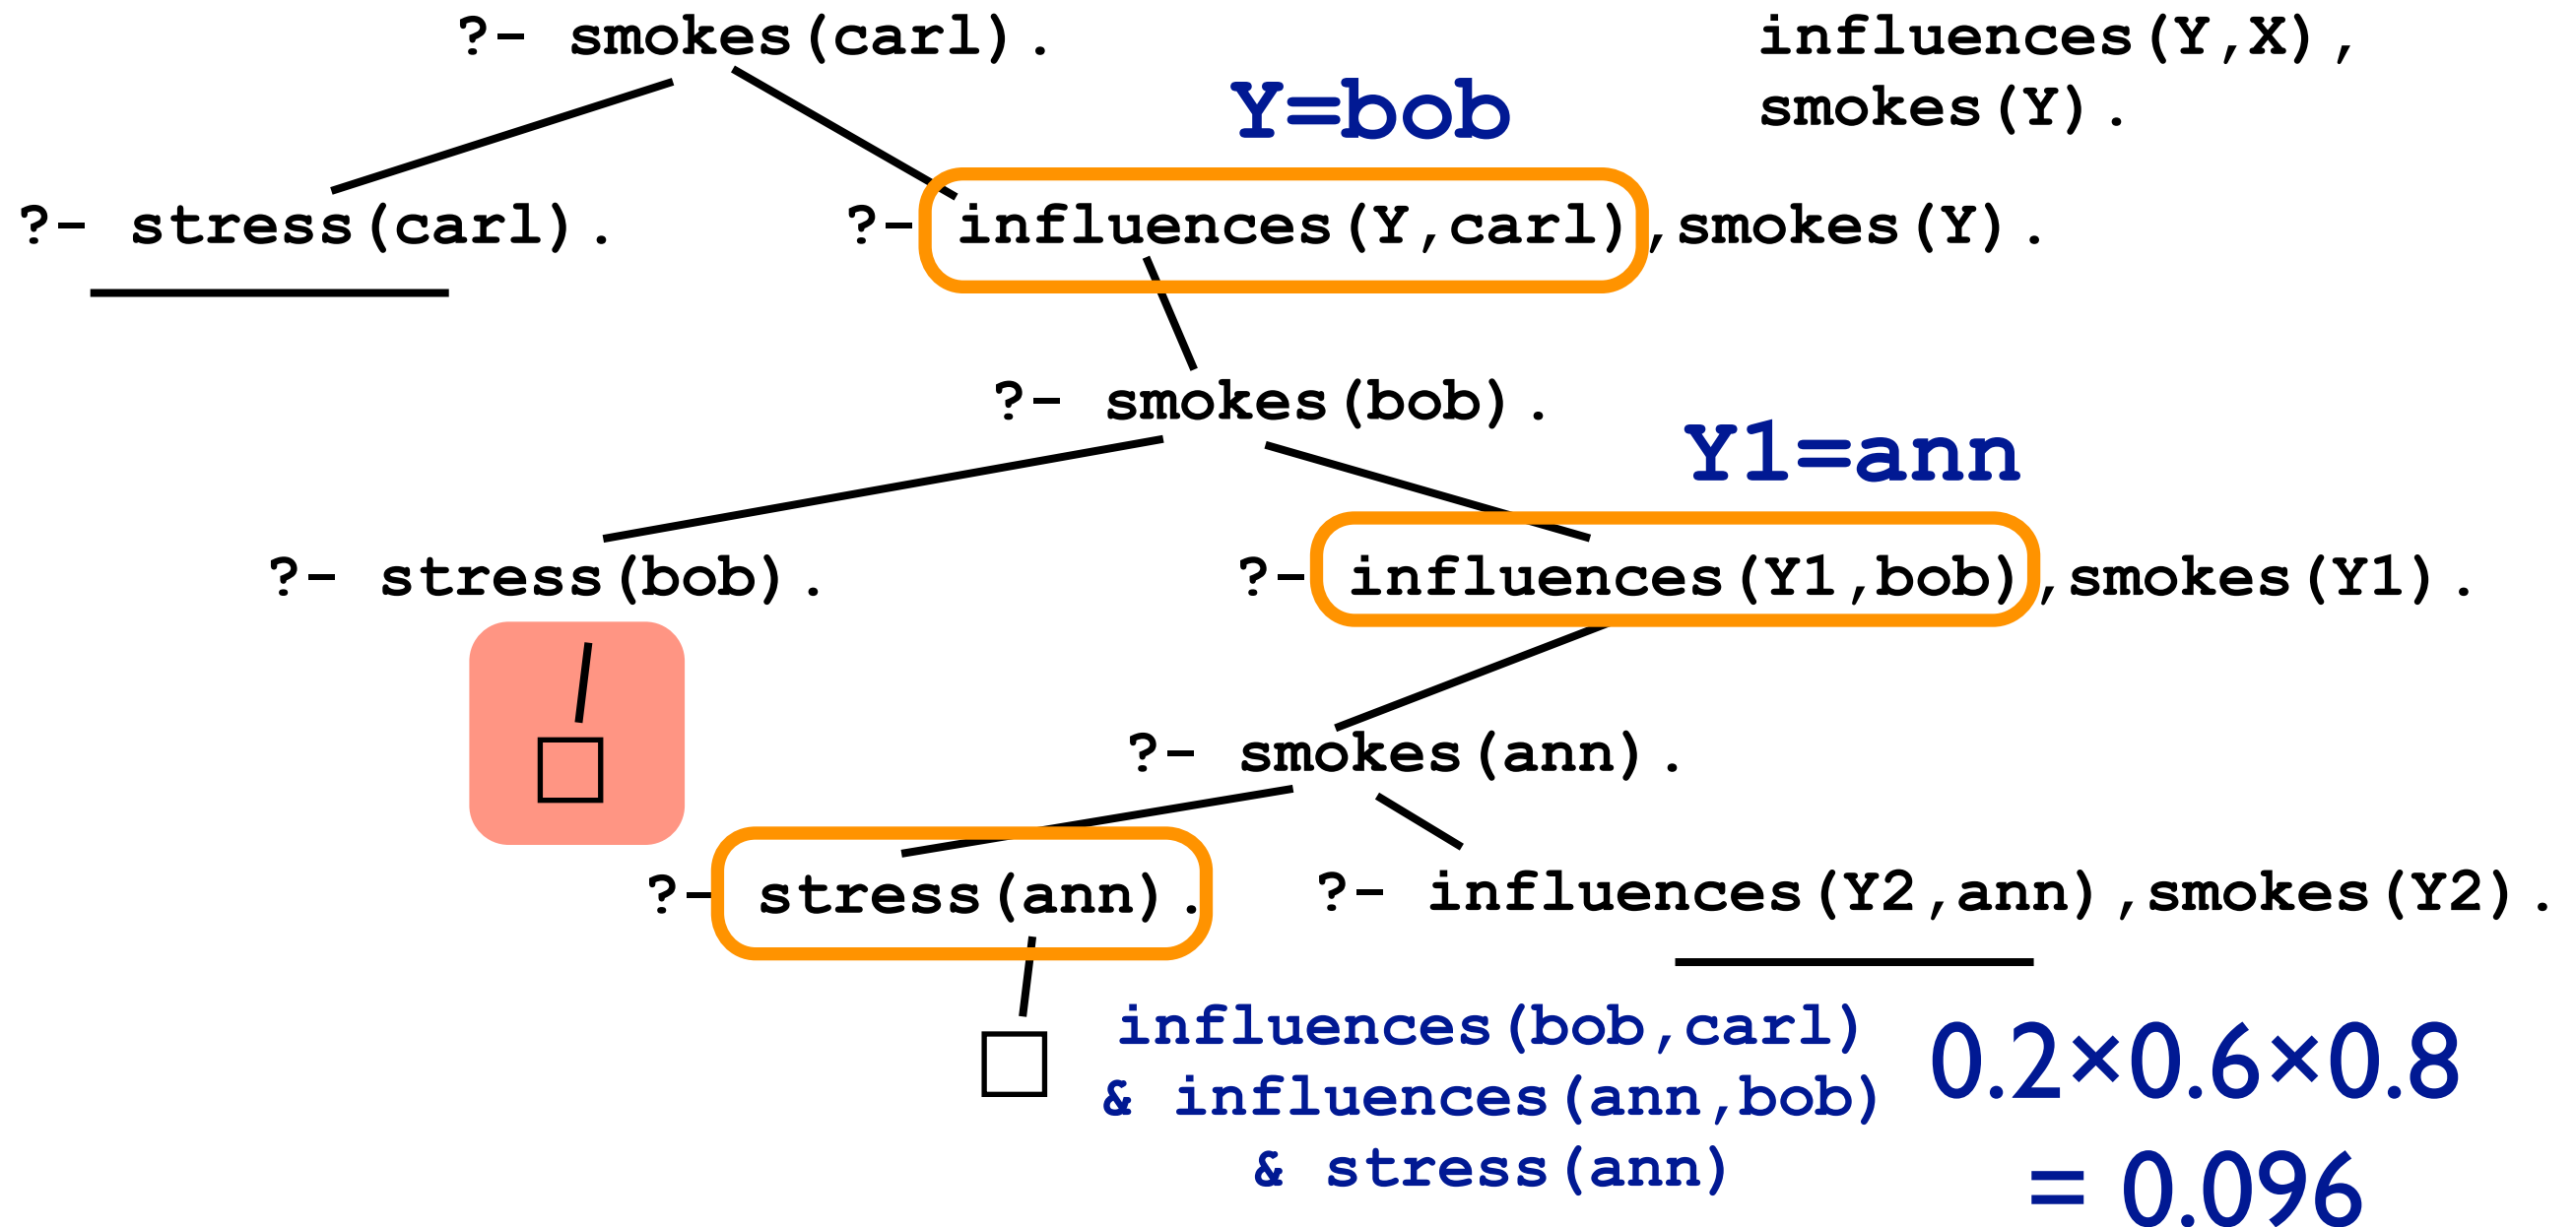 ?- smokes(carl).
influences(Y,X),
smokes(Y).
Y=bob
?- stress(carl).
?- influences(Y,carl),smokes(Y).
?- smokes(bob).
Y1=ann
?- stress(bob).
?- influences(Y1,bob),smokes(Y1).
?- smokes(ann).
?- stress(ann).
?- influences(Y2,ann),smokes(Y2).
influences(bob,carl)
& influences(ann,bob)
& stress(ann)
0.2×0.6×0.8
= 0.096